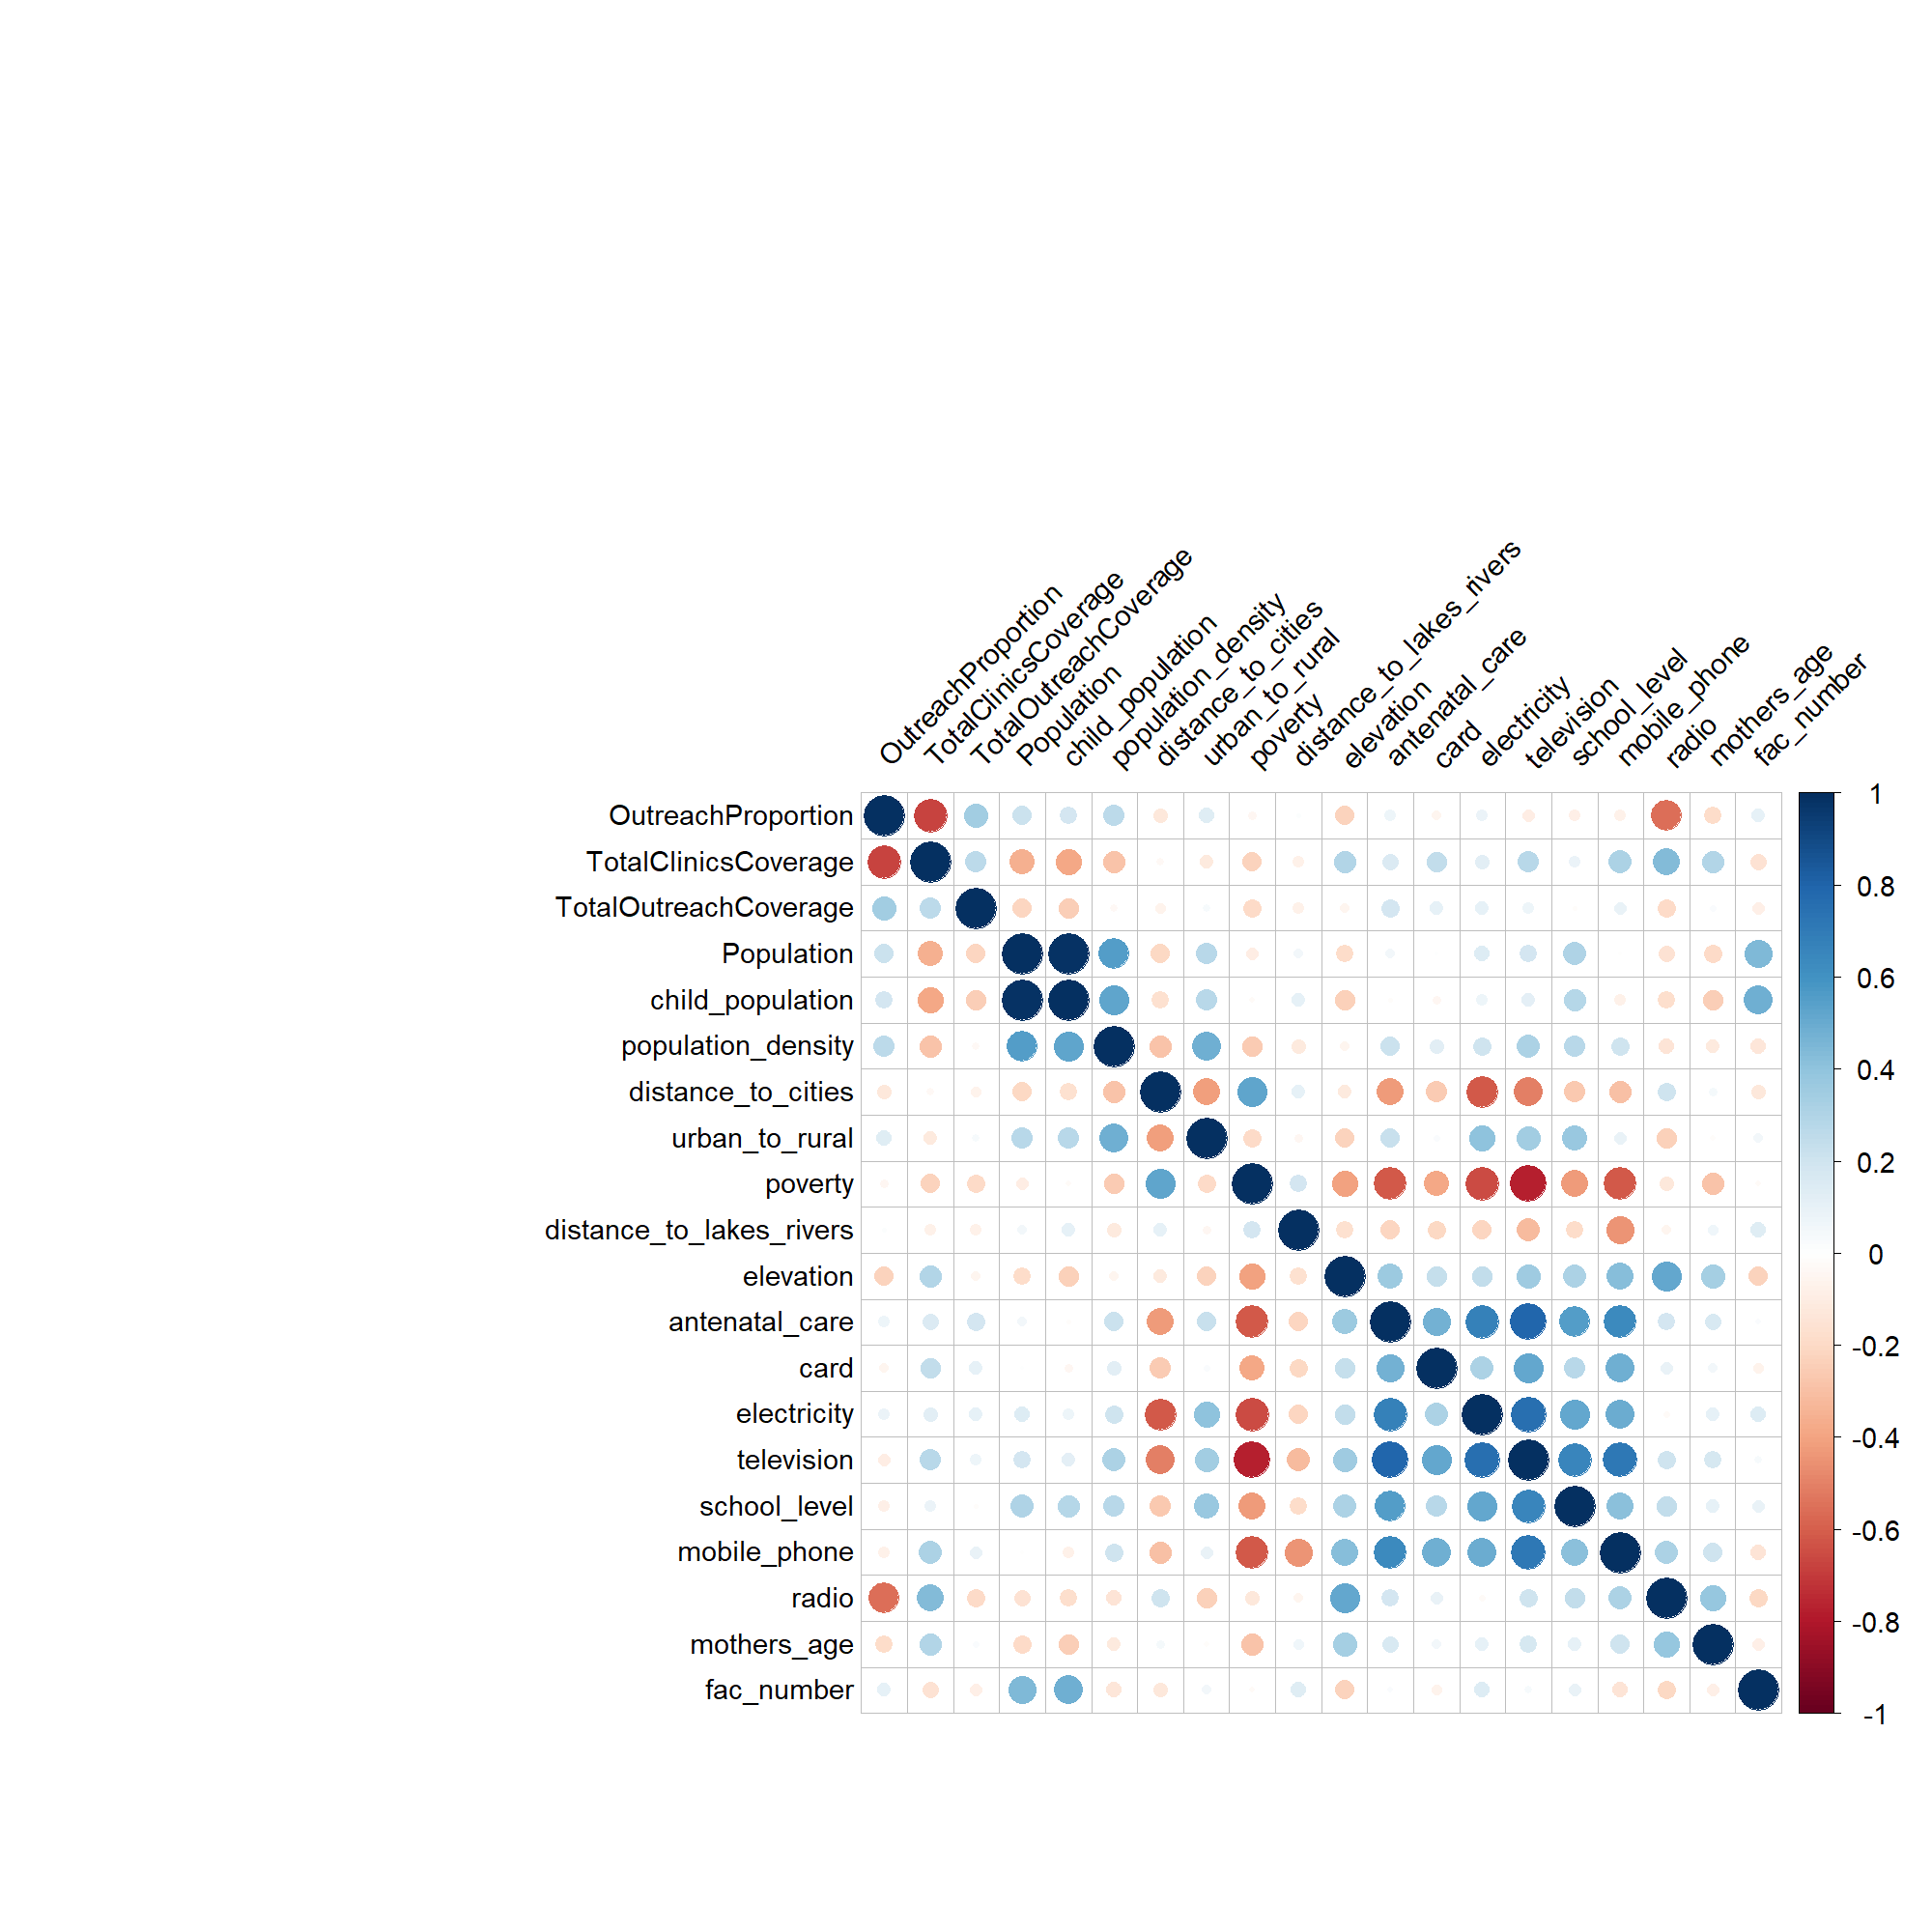 OutreachProportion
TotalClinicsCoverage
TotalOutreachCoverage
Population
child_population
population_density
distance_to_cities
urban_to_rural
poverty
distance_to_lakes_rivers
elevation
antenatal_care
card
electricity
television
school_level
mobile_phone
radio
mothers_age
fac_number
OutreachProportion
TotalClinicsCoverage
TotalOutreachCoverage
Population
child_population
population_density
distance_to_cities
urban_to_rural
poverty
distance_to_lakes_rivers
elevation
antenatal_care
card
electricity
television
school_level
mobile_phone
radio
mothers_age
fac_number
1
0.8
0.6
0.4
0.2
0
-0.2
-0.4
-0.6
-0.8
-1